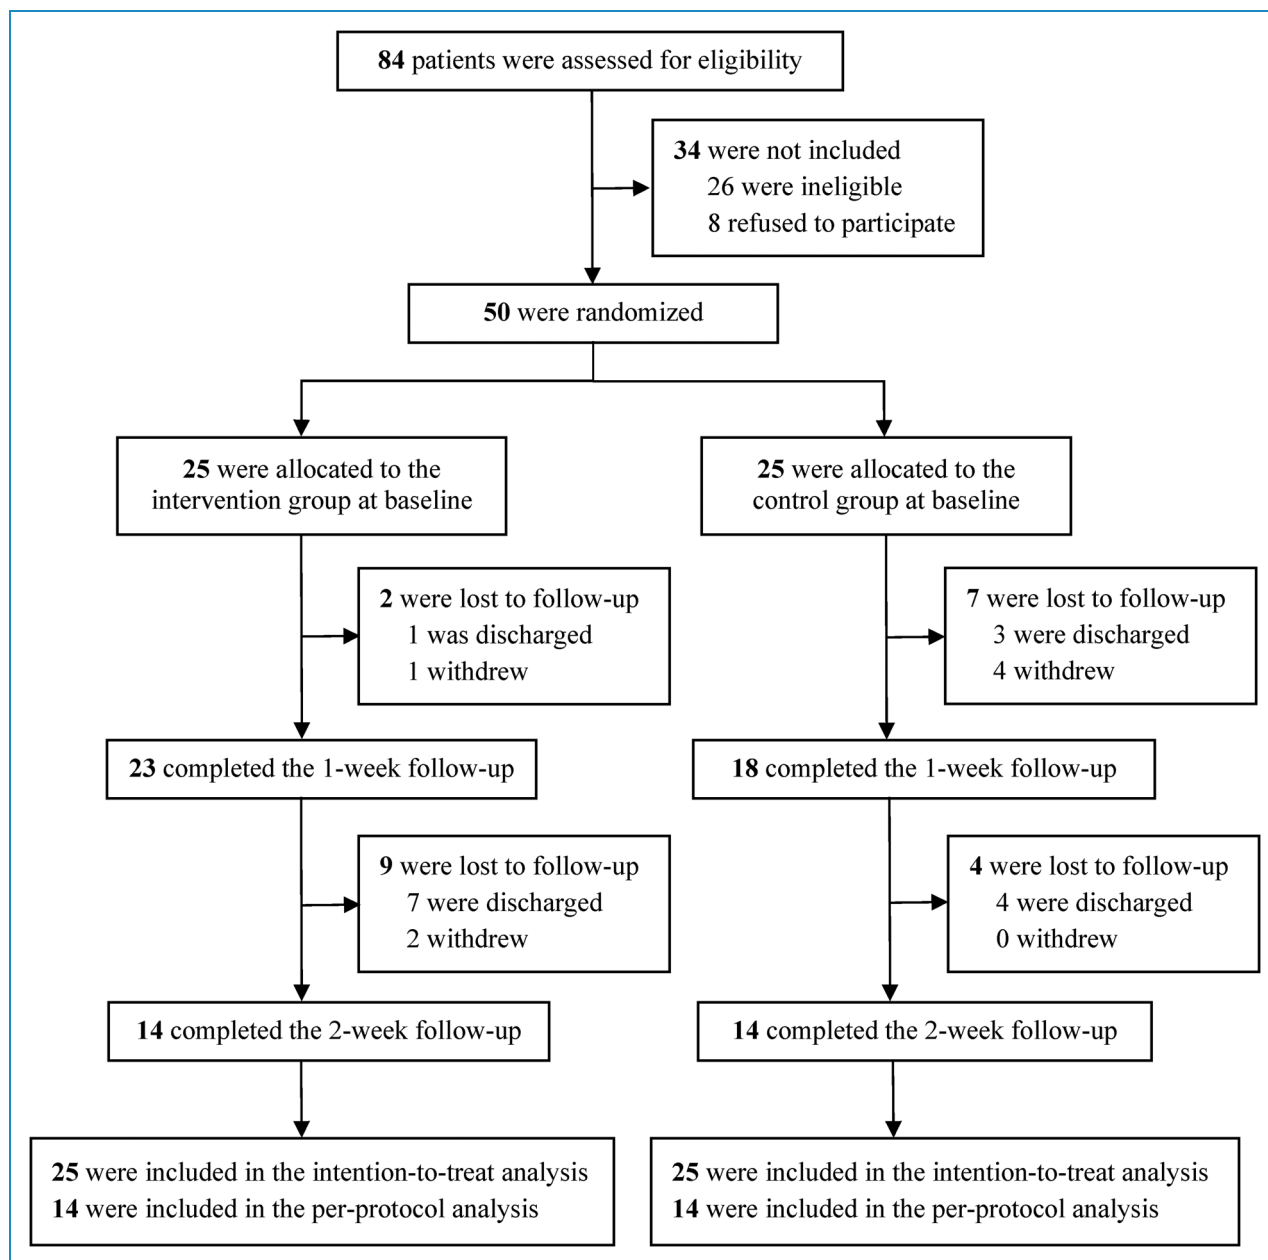 84 patients were assessed for eligibility
34 were not included
26 were ineligible
8 refused to participate
50 were randomized
25 were allocated to the
intervention group at baseline
25 were allocated to the
control group at baseline
2 were lost to follow-up
1 was discharged
1 withdrew
7 were lost to follow-up
3 were discharged
4 withdrew
23 completed the 1-week follow-up
18 completed the 1-week follow-up
9 were lost to follow-up
7 were discharged
2 withdrew
4 were lost to follow-up
4 were discharged
0 withdrew
14 completed the 2-week follow-up
14 completed the 2-week follow-up
25 were included in the intention-to-treat analysis
14 were included in the per-protocol analysis
25 were included in the intention-to-treat analysis
14 were included in the per-protocol analysis